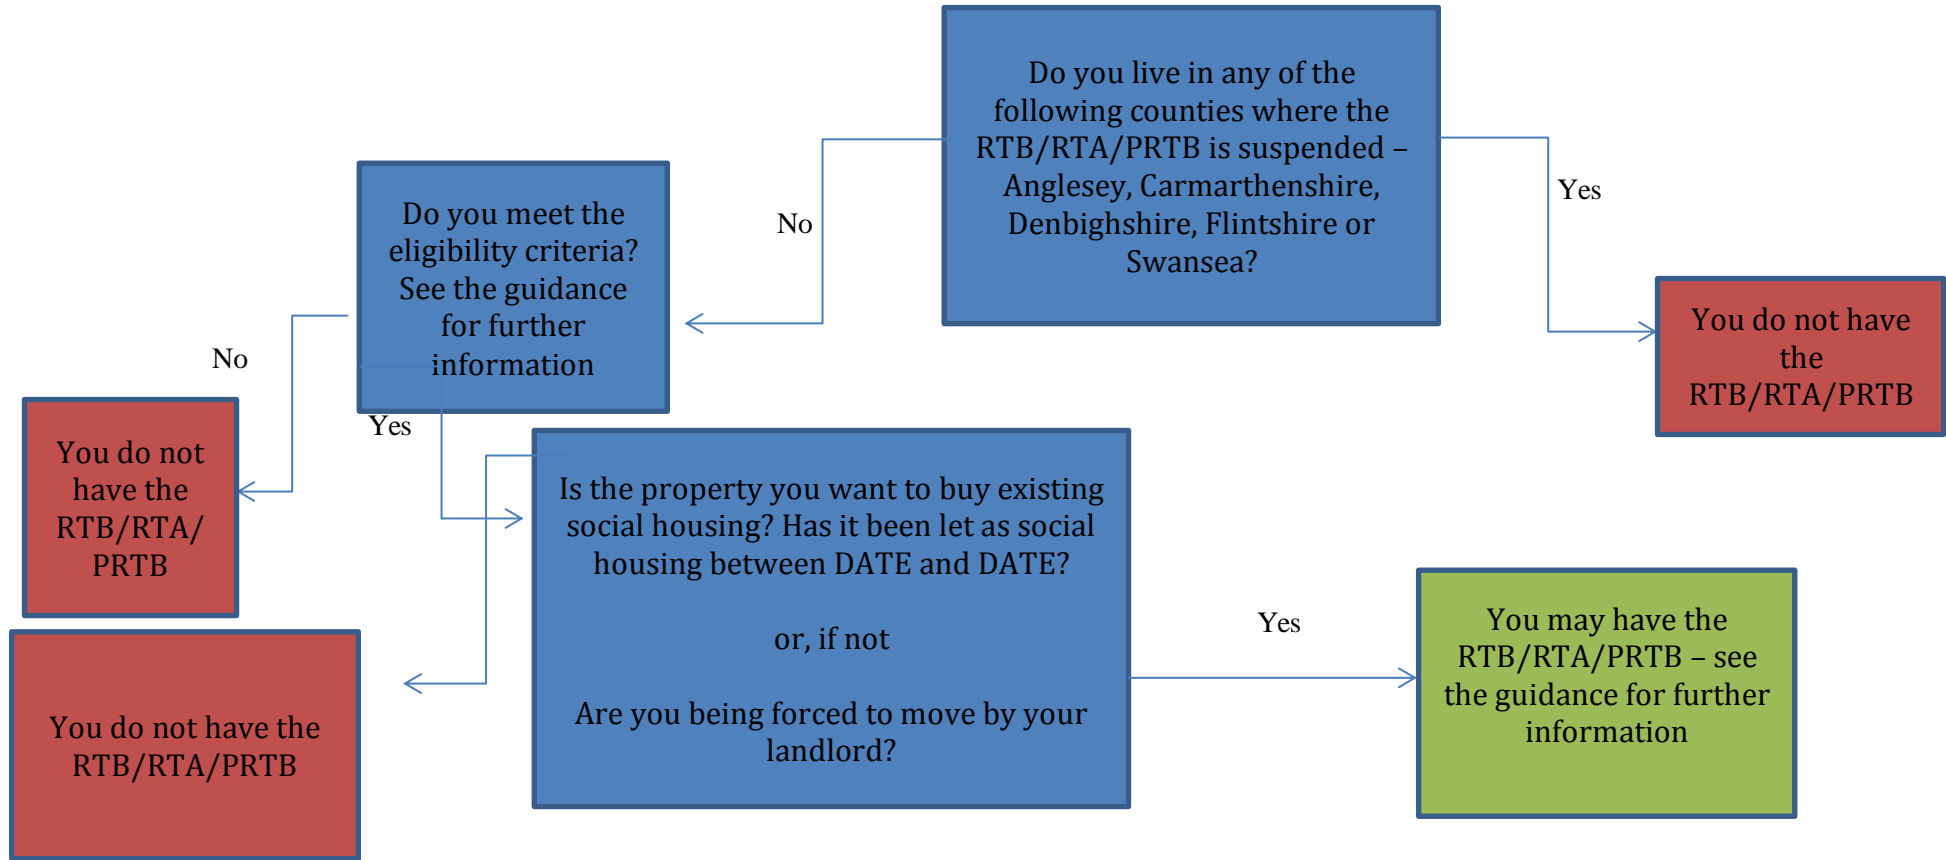 Do you live in any of the
following counties where the
RTB/RTA/PRTB is suspended –
Anglesey, Carmarthenshire,
Denbighshire, Flintshire or
Swansea?
No
Yes
Do you meet the
eligibility criteria?
See the guidance
for further
information
You do not have
the
RTB/RTA/PRTB
No
Yes
You do not
have the
RTB/RTA/
PRTB
Is the property you want to buy existing
social housing? Has it been let as social
housing between DATE and DATE?
or, if not
Are you being forced to move by your
landlord?
Yes
You may have the
RTB/RTA/PRTB – see
the guidance for further
information
You do not have the
RTB/RTA/PRTB